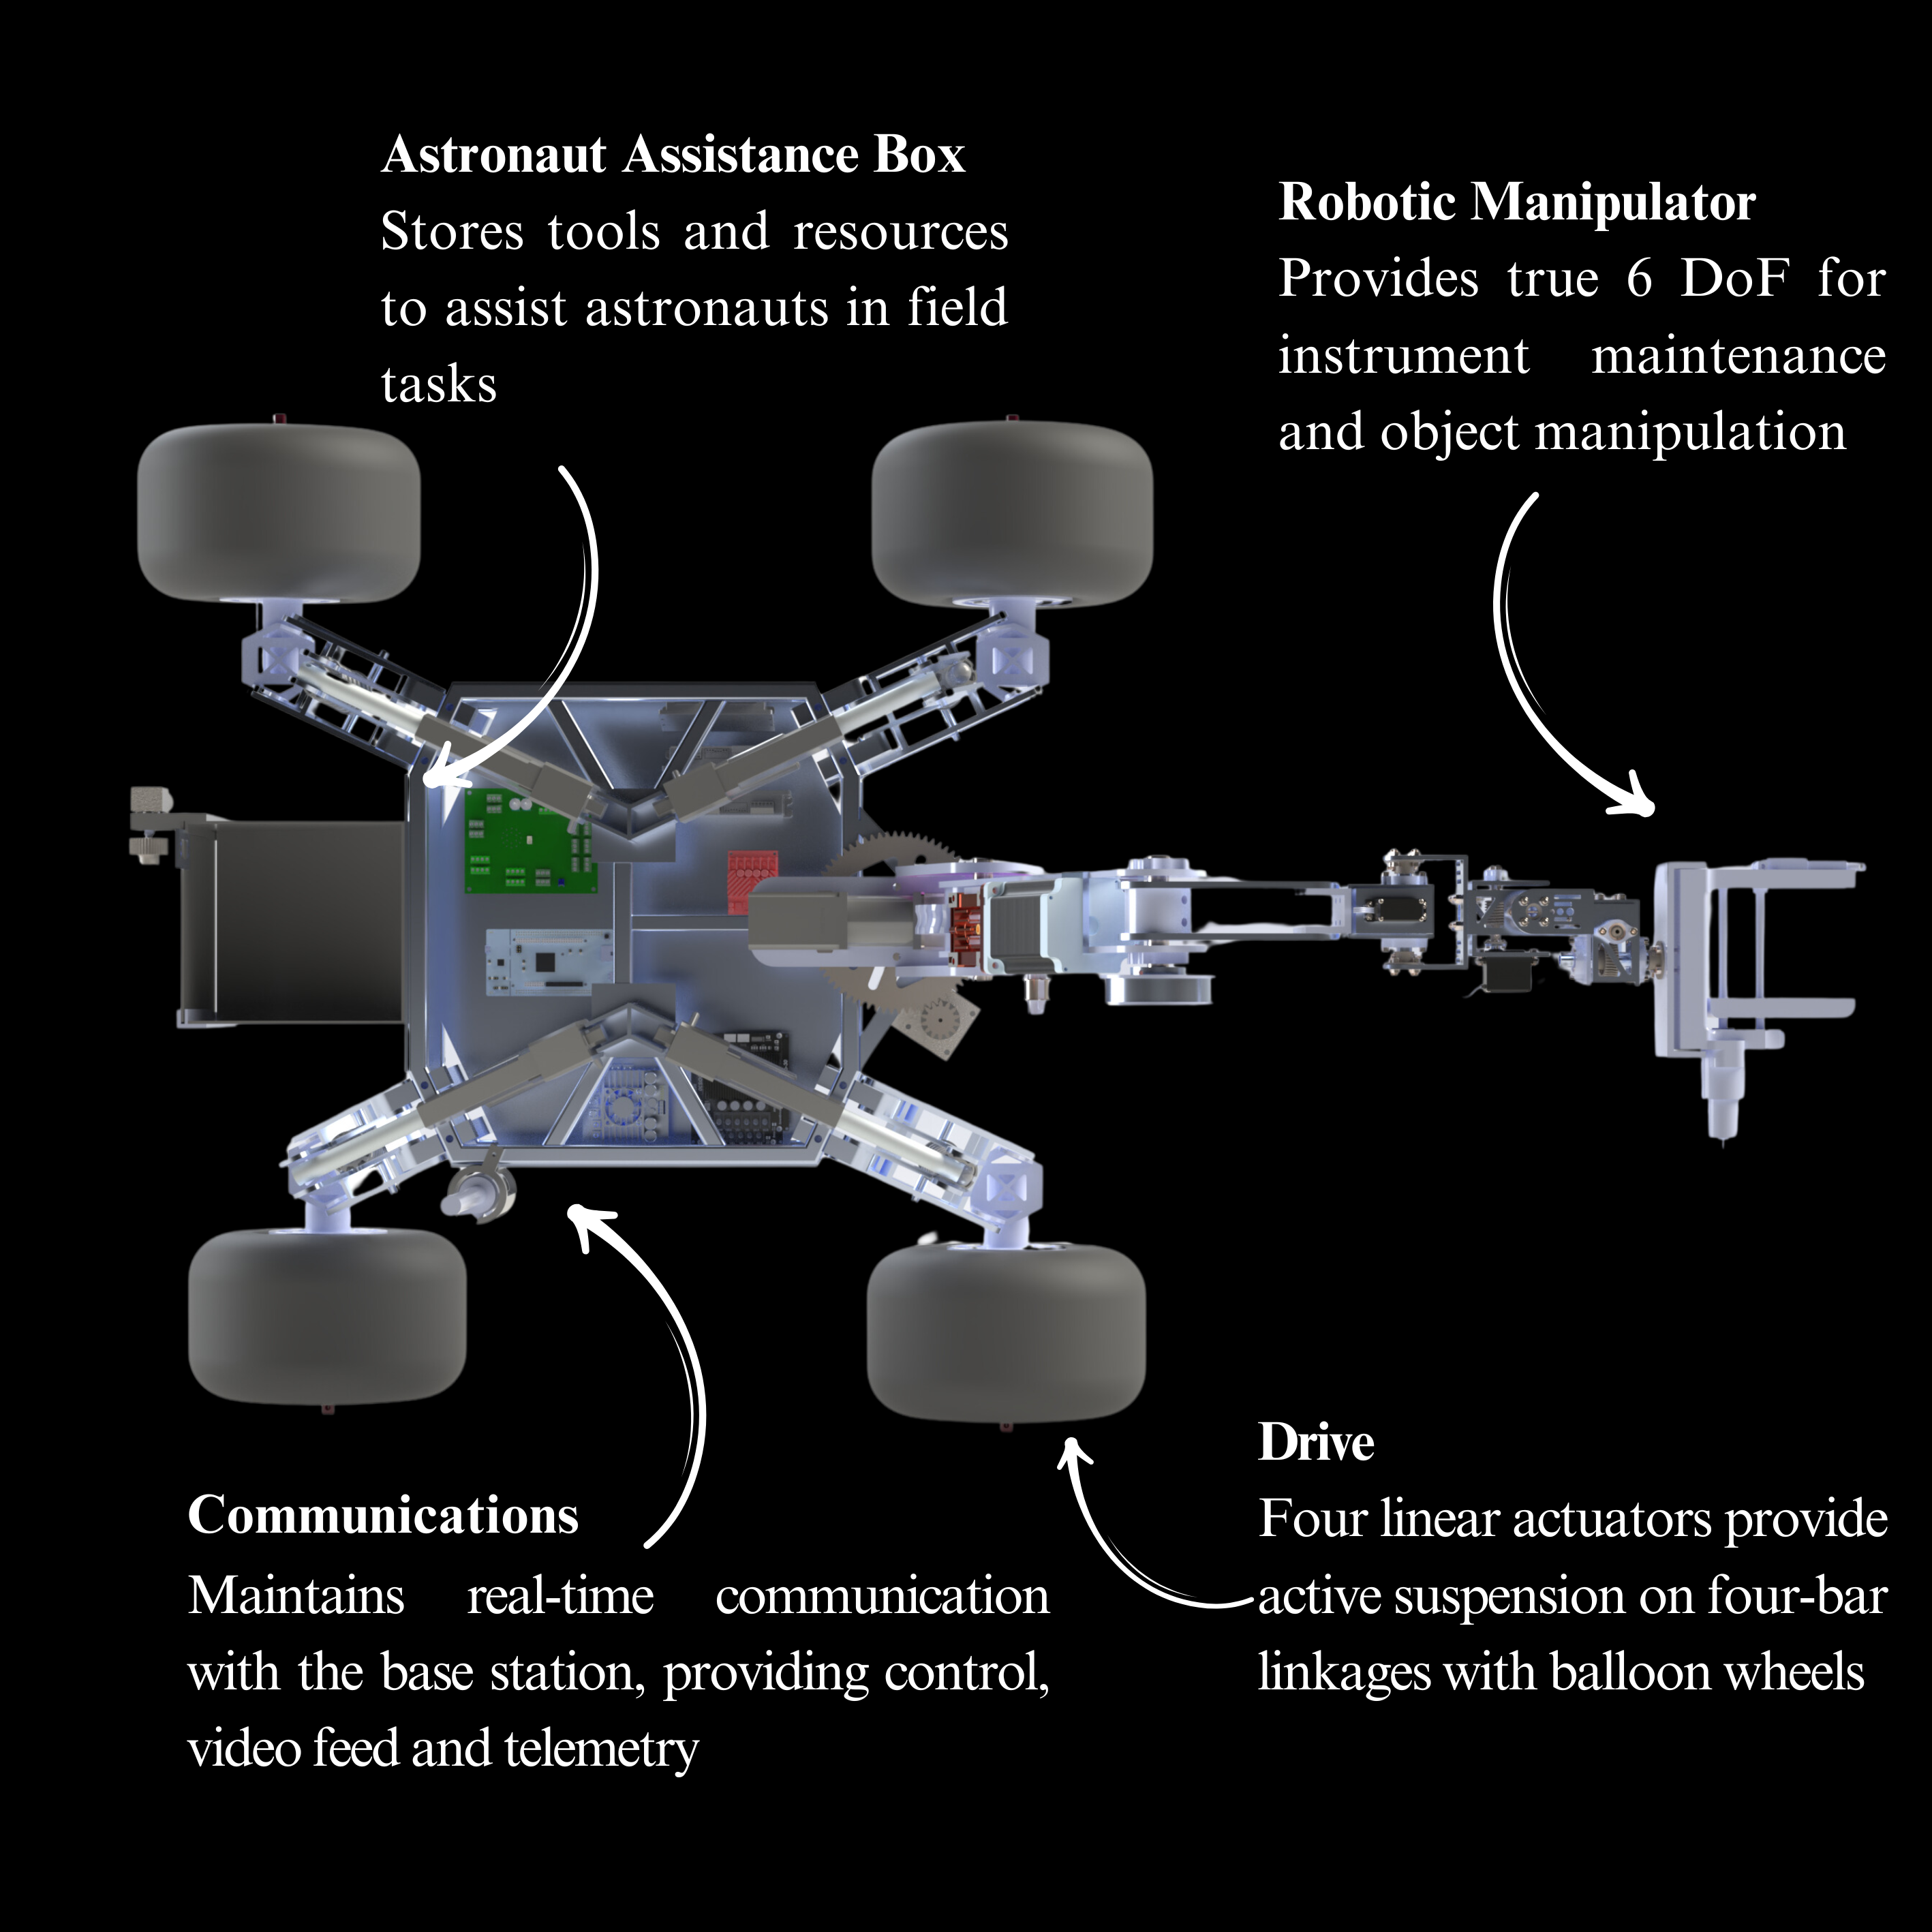 Astronaut Assistance Box
Stores tools and resources
to assist astronauts in field
tasks
Robotic Manipulator
Provides true 6 DoF for
instrument maintenance
and object manipulation
Communications
Maintains real-time communication
with the base station, providing control,
video feed and telemetry
Drive
Four linear actuators provide
active suspension on four-bar
linkages with balloon wheels